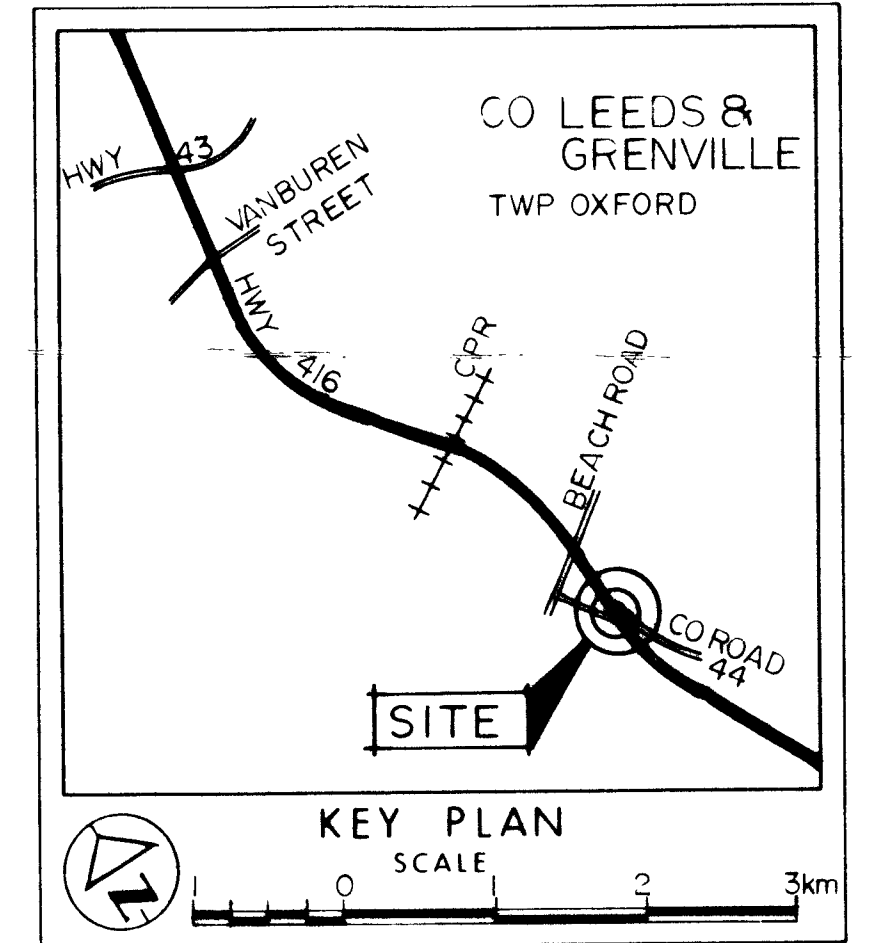 CO LEEDS &
GRENVILLE
TWP OXFORD
HWY 43
VANBUREN
STREET
HWY 416
CPR
BEACH ROAD
CO ROAD
44
SITE
KEY PLAN
SCALE
N
1 0 1 2 3km